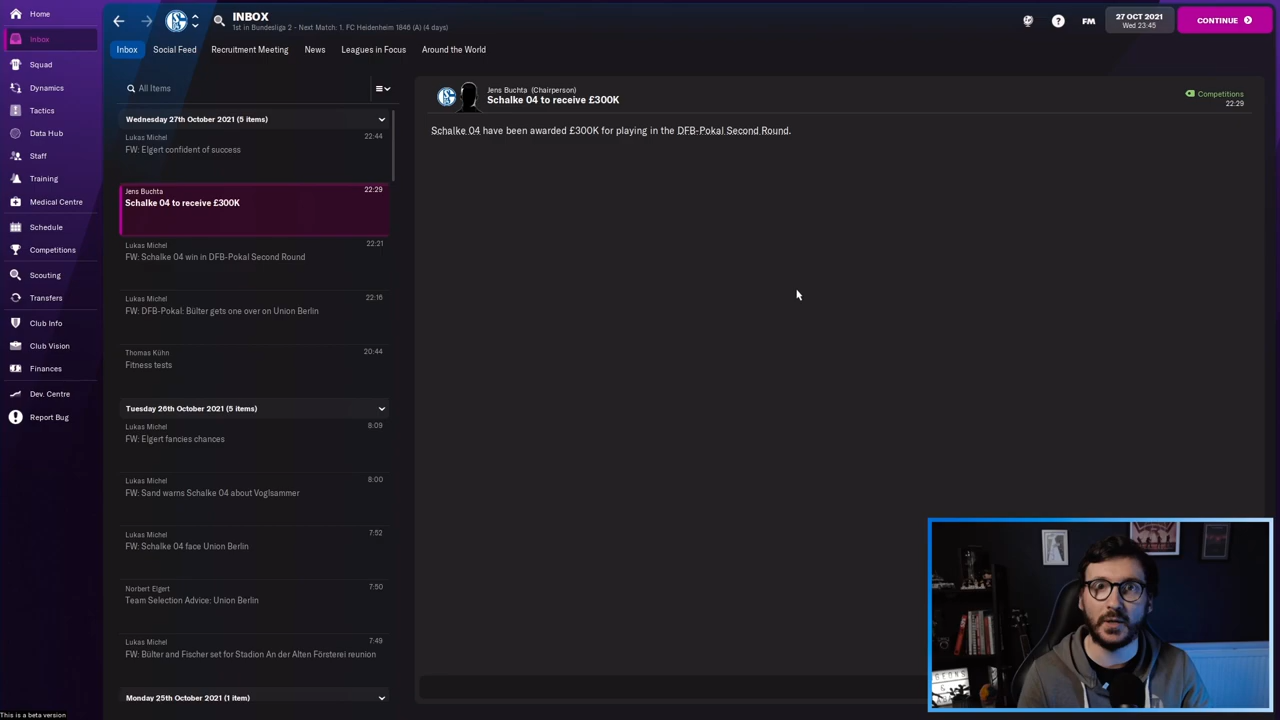 Home
Inbox
Squad
Dynamics
Tactics
Data Hub
Staff
Training
Medical Centre
Schedule
Competitions
Scouting
Transfers
Club Info
Club Vision
Finances
Dev. Centre
Report Bug
This is a beta version
INBOX
1st in Bundesliga 2 - Next Match: 1. FC Heidenheim 1846 (A) (4 days)
FM
27 OCT 2021
Wed 23:45
CONTINUE
Inbox Social Feed Recruitment Meeting News Leagues in Focus Around the World
All Items
Wednesday 27th October 2021 (5 items)
Lukas Michel 22:44
FW: Elgert confident of success
Jens Buchta 22:29
Schalke 04 to receive £300K
Lukas Michel 22:21
FW: Schalke 04 win in DFB-Pokal Second Round
Lukas Michel 22:16
FW: DFB-Pokal: Bülter gets one over on Union Berlin
Thomas Kühn 20:44
Fitness tests
Tuesday 26th October 2021 (5 items)
Lukas Michel 8:09
FW: Elgert fancies chances
Lukas Michel 8:00
FW: Sand warns Schalke 04 about Voglsammer
Lukas Michel 7:52
FW: Schalke 04 face Union Berlin
Norbert Elgert 7:50
Team Selection Advice: Union Berlin
Lukas Michel 7:49
FW: Bülter and Fischer set for Stadion An der Alten Försterei reunion
Monday 25th October 2021 (1 item)
Jens Buchta (Chairperson)
Schalke 04 to receive £300K
Competitions
22:29
Schalke 04 have been awarded £300K for playing in the DFB-Pokal Second Round.